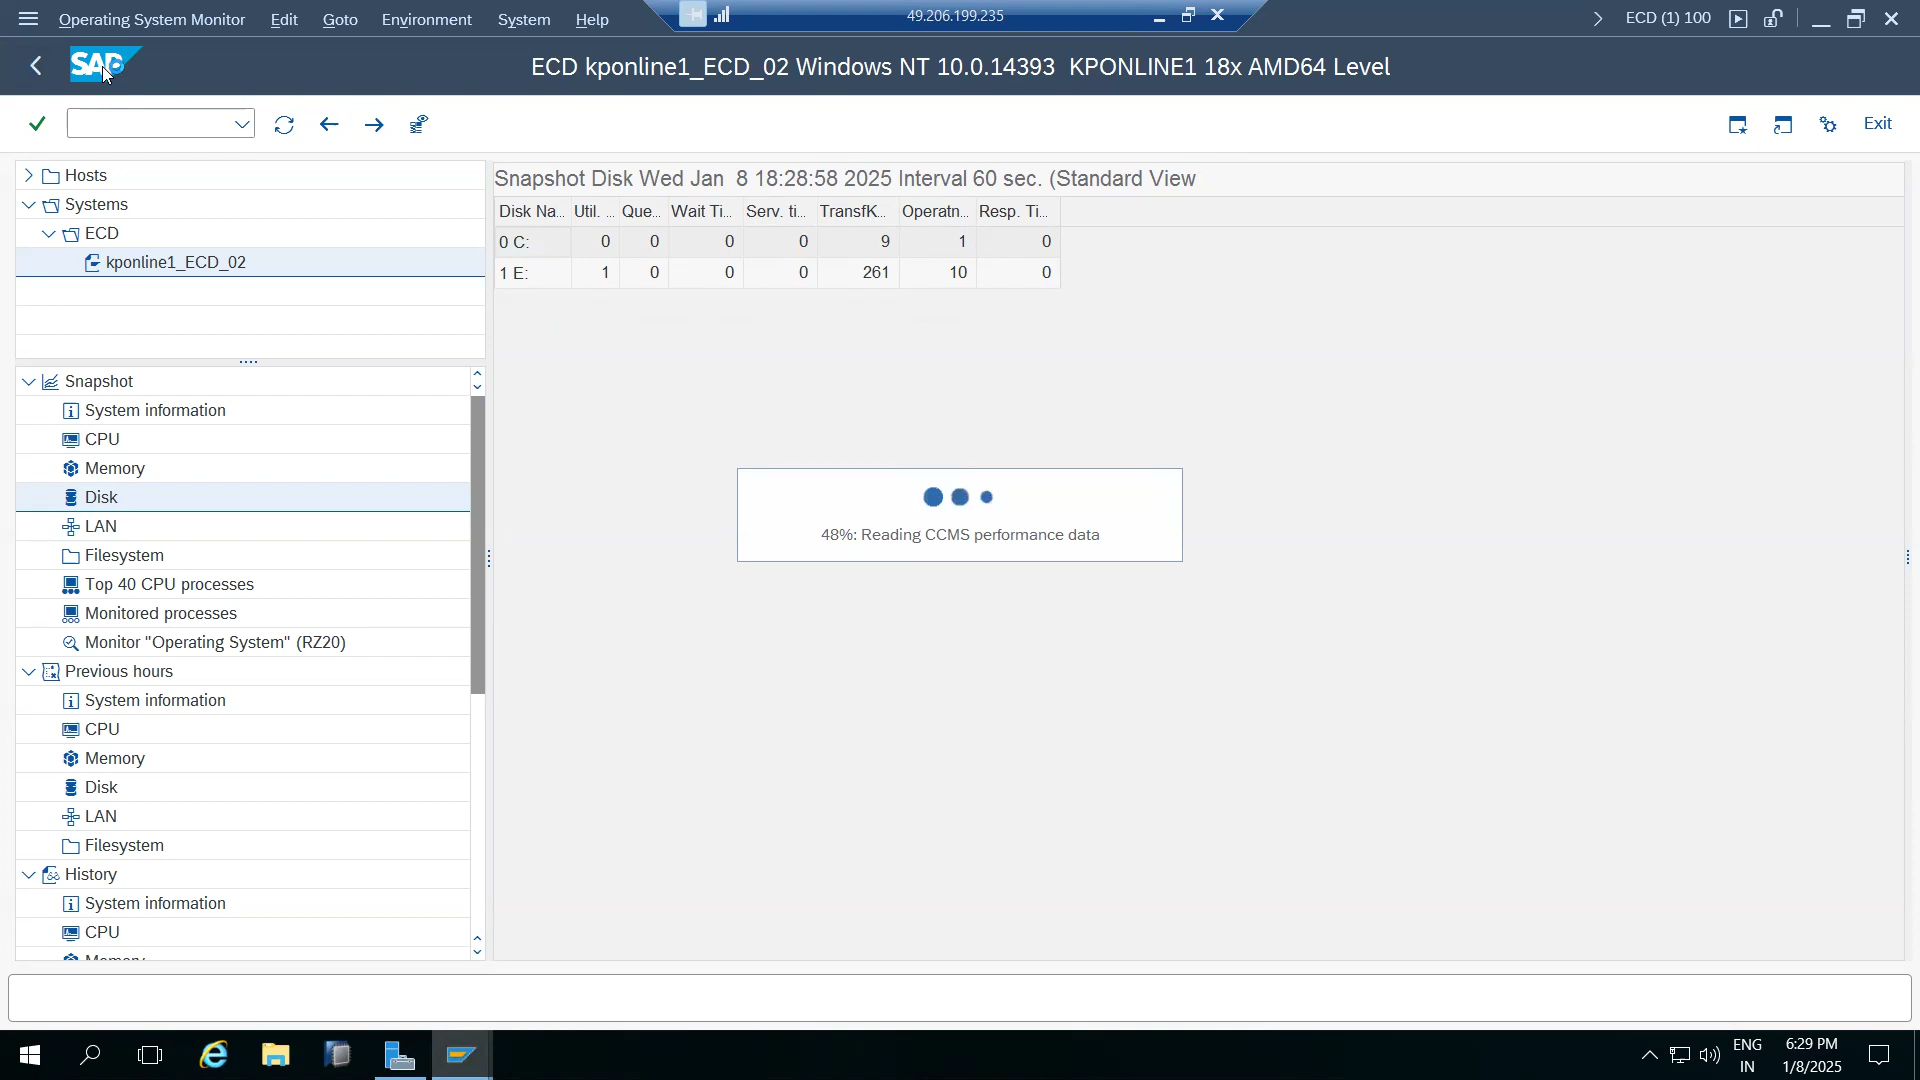 Operating System Monitor Edit Goto Environment System Help 49.206.199.235 ECD (1) 100
SAP ECD kponline1_ECD_02 Windows NT 10.0.14393 KPONLINE1 18x AMD64 Level
Exit
Hosts
Systems
ECD
kponline1_ECD_02
Snapshot
System information
CPU
Memory
Disk
LAN
Filesystem
Top 40 CPU processes
Monitored processes
Monitor "Operating System" (RZ20)
Previous hours
System information
CPU
Memory
Disk
LAN
Filesystem
History
System information
CPU
Snapshot Disk Wed Jan 8 18:28:58 2025 Interval 60 sec. (Standard View
Disk Na... Util. ... Que... Wait Ti... Serv. ti... TransfK... Operatn... Resp. Ti...
0 C: 0 0 0 0 9 1 0
1 E: 1 0 0 0 261 10 0
48%: Reading CCMS performance data
ENG
IN
6:29 PM
1/8/2025